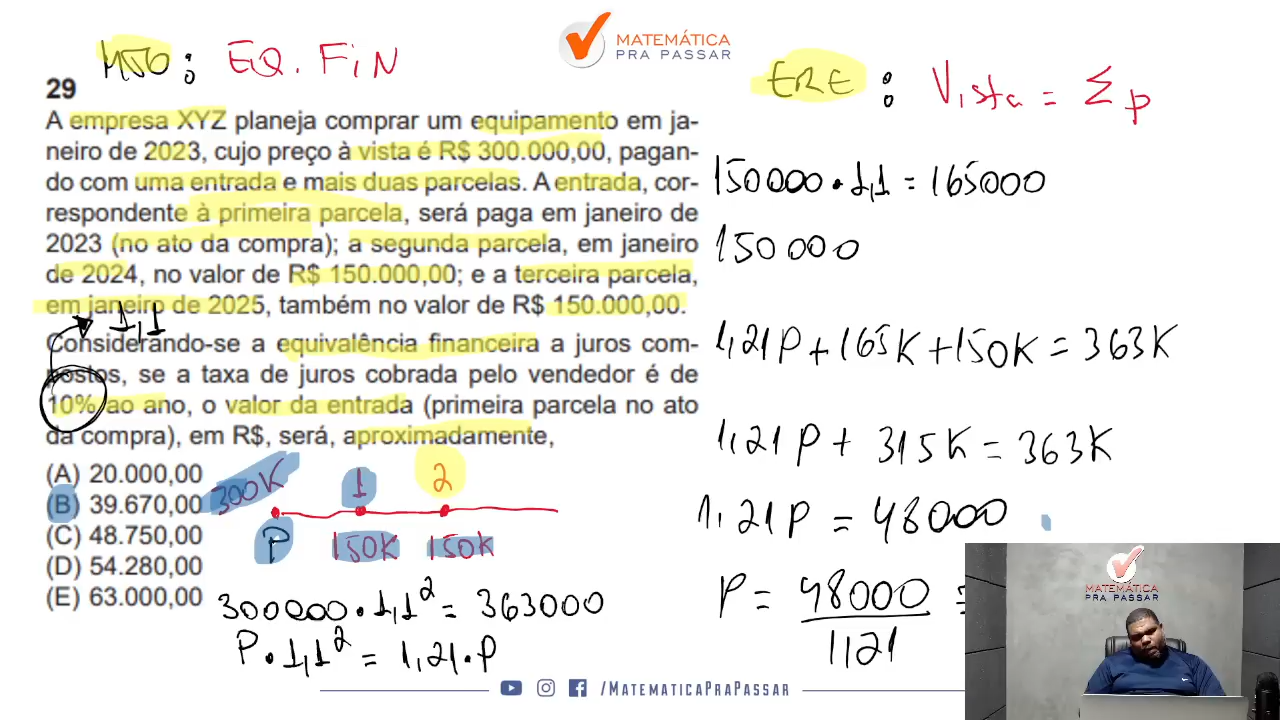 MSO : EQ. FiN
MATEMÁTICA
PRA PASSAR
ERE : Vista = Σp
29
A empresa XYZ planeja comprar um equipamento em ja-
neiro de 2023, cujo preço à vista é R$ 300.000,00, pagan-
do com uma entrada e mais duas parcelas. A entrada, cor-
respondente à primeira parcela, será paga em janeiro de
2023 (no ato da compra); a segunda parcela, em janeiro
de 2024, no valor de R$ 150.000,00; e a terceira parcela,
em janeiro de 2025, também no valor de R$ 150.000,00.
1,1
Considerando-se a equivalência financeira a juros com-
postos, se a taxa de juros cobrada pelo vendedor é de
10% ao ano, o valor da entrada (primeira parcela no ato
da compra), em R$, será, aproximadamente,
(A) 20.000,00
(B) 39.670,00
(C) 48.750,00
(D) 54.280,00
(E) 63.000,00
300K 1 2
P 150K 150K
300000 • 1,1² = 363000
P • 1,1² = 1,21 • P
150000 • 1,1 = 165000
150000
1,21P + 165K + 150K = 363K
1,21P + 315K = 363K
1,21P = 48000
P = 48000 =
1,21
MATEMÁTICA
PRA PASSAR
/MATEMATICAPRAPASSAR